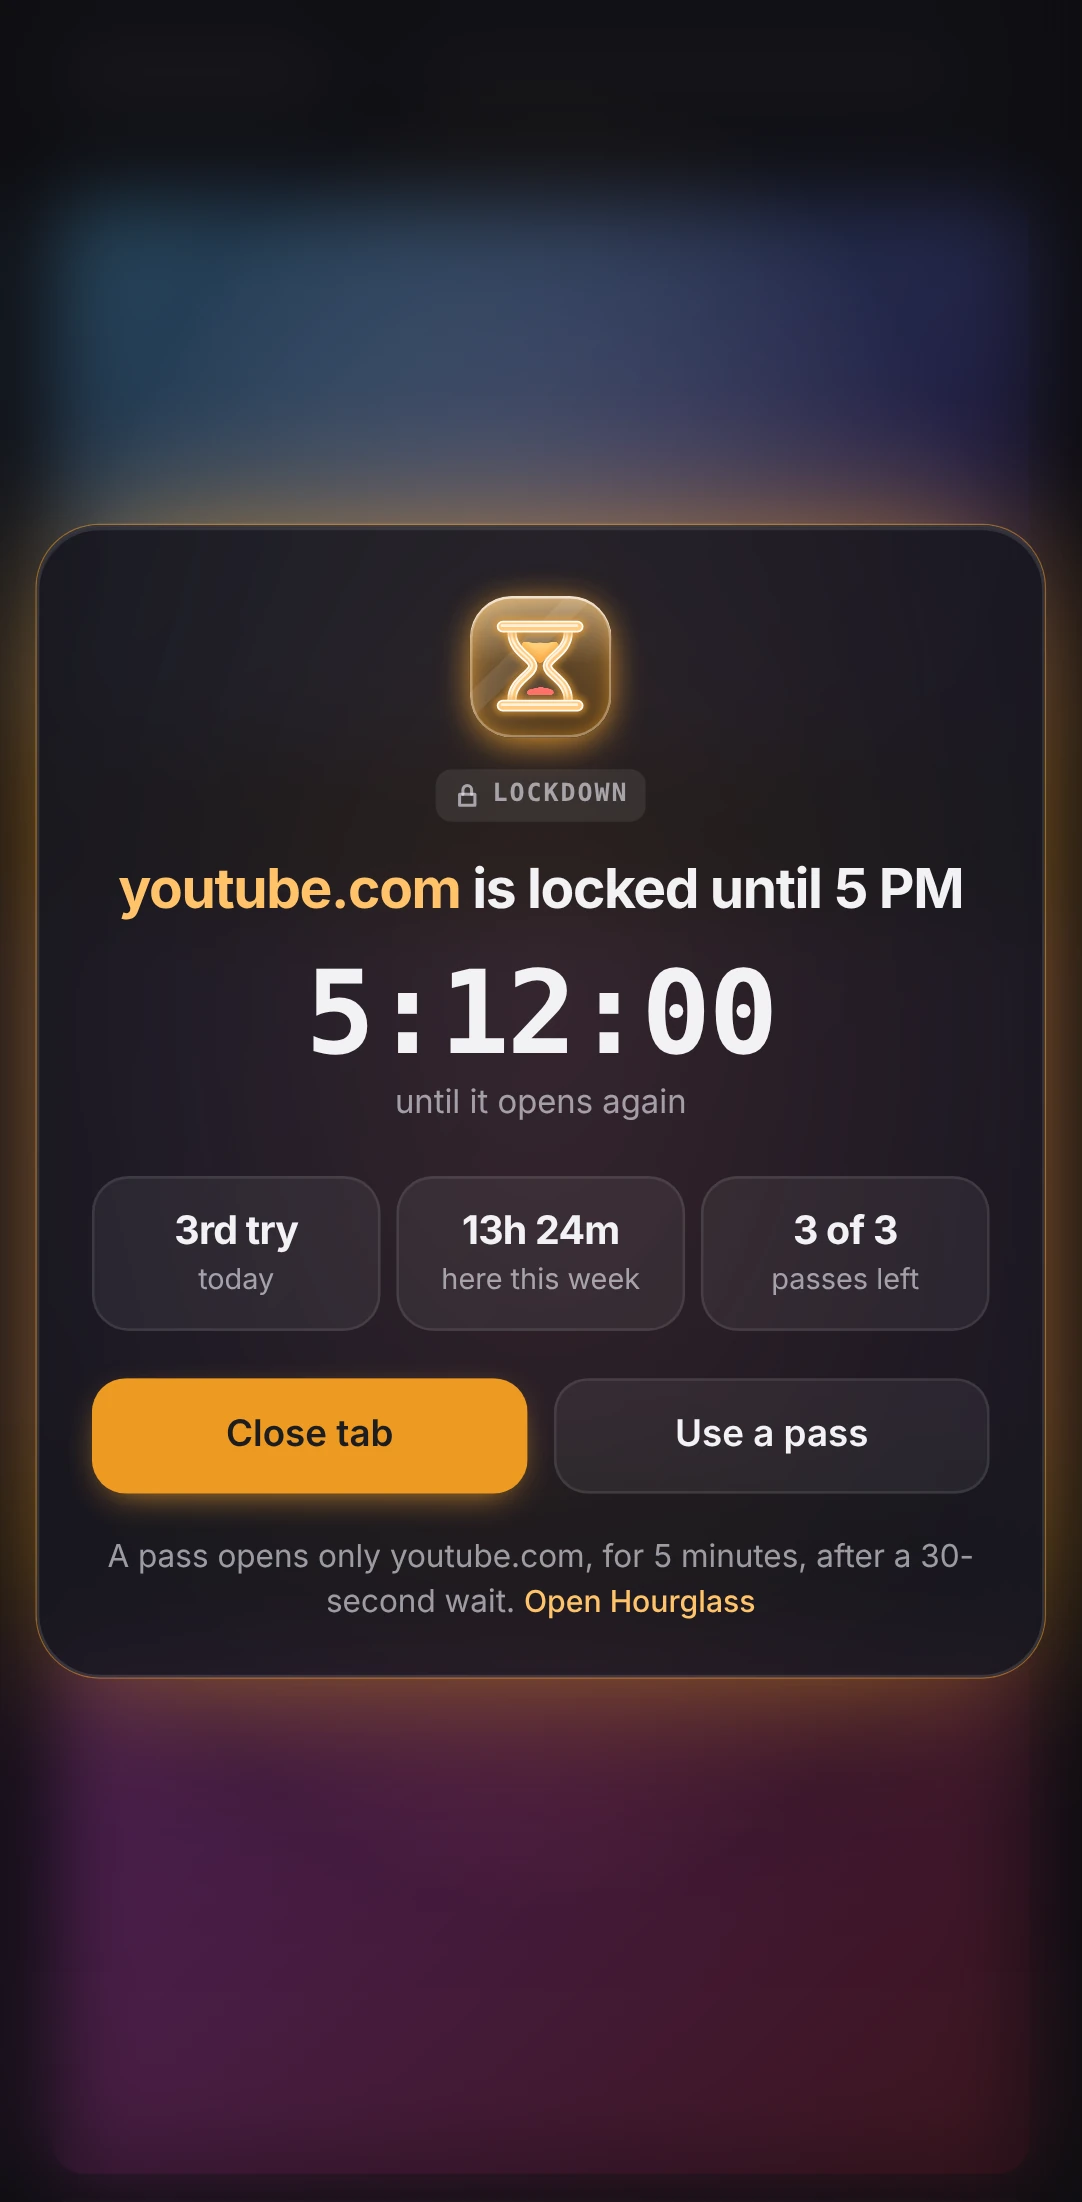 LOCKDOWN
youtube.com is locked until 5 PM
5:12:00
until it opens again
3rd try
today
13h 24m
here this week
3 of 3
passes left
Close tab
Use a pass
A pass opens only youtube.com, for 5 minutes, after a 30-
second wait. Open Hourglass